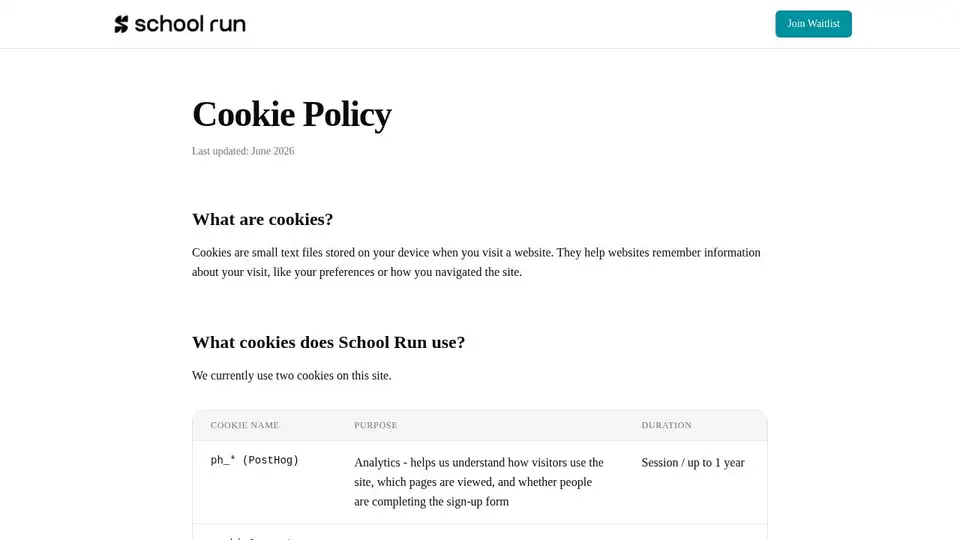 school run
Join Waitlist
Cookie Policy
Last updated: June 2026
What are cookies?
Cookies are small text files stored on your device when you visit a website. They help websites remember information
about your visit, like your preferences or how you navigated the site.
What cookies does School Run use?
We currently use two cookies on this site.
COOKIE NAME
PURPOSE
DURATION
ph_* (PostHog)
Analytics - helps us understand how visitors use the
site, which pages are viewed, and whether people
are completing the sign-up form
Session / up to 1 year